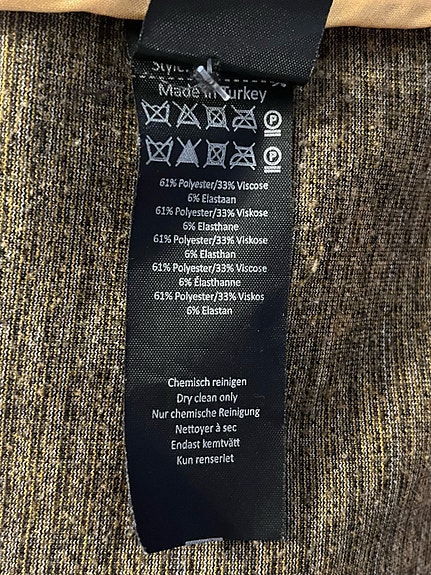 Style
Made in Turkey
P
P
61% Polyester/33% Viscose
6% Elastaan
61% Polyester/33% Viskose
6% Elasthane
61% Polyester/33% Viskose
6% Elasthan
61% Polyester/33% Viscose
6% Élasthanne
61% Polyester/33% Viskos
6% Elastan
Chemisch reinigen
Dry clean only
Nur chemische Reinigung
Nettoyer à sec
Endast kemtvätt
Kun renseriet